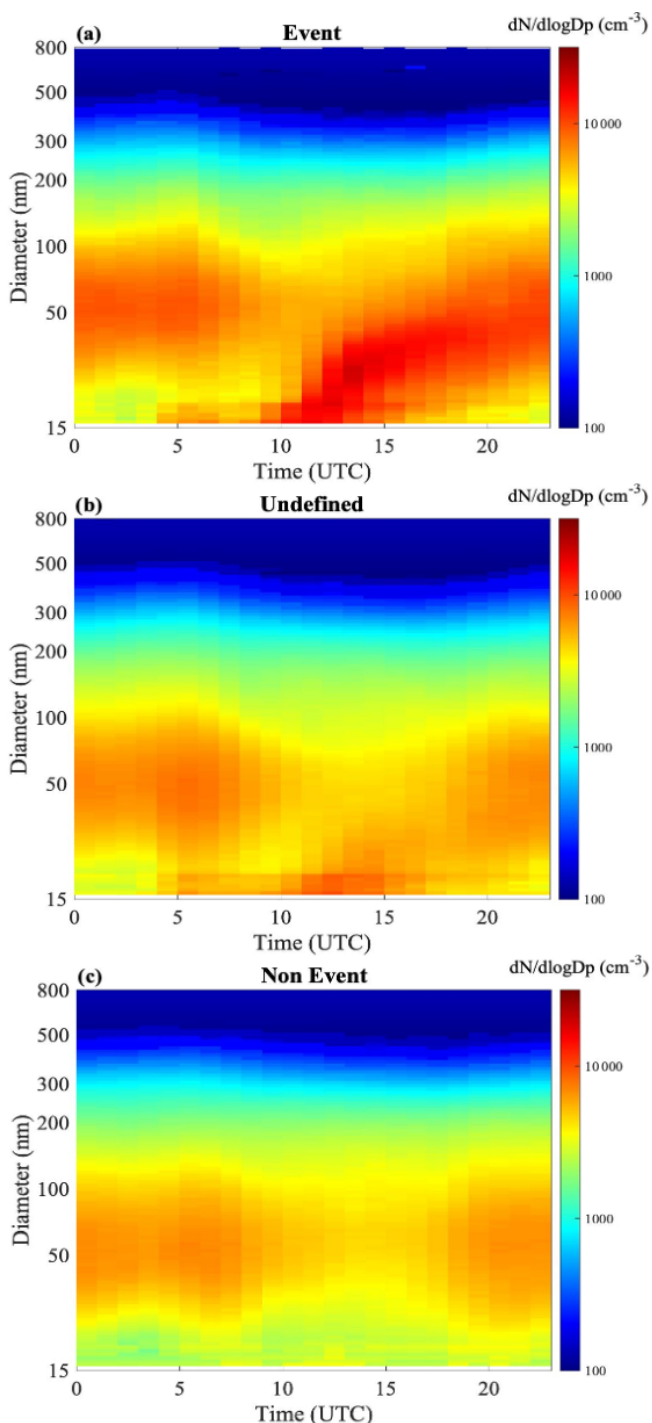 (a) Event dN/dlogDp (cm⁻³)
800
500
300
200
100
50
15
Diameter (nm)
10 000
1000
100
0 5 10 15 20
Time (UTC)
(b) Undefined dN/dlogDp (cm⁻³)
800
500
300
200
100
50
15
Diameter (nm)
10 000
1000
100
0 5 10 15 20
Time (UTC)
(c) Non Event dN/dlogDp (cm⁻³)
800
500
300
200
100
50
15
Diameter (nm)
10 000
1000
100
0 5 10 15 20
Time (UTC)